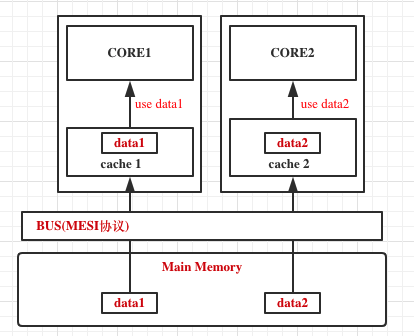 CORE1
CORE2
use data1
use data2
data1
data2
cache 1
cache 2
BUS(MESI协议)
Main Memory
data1
data2